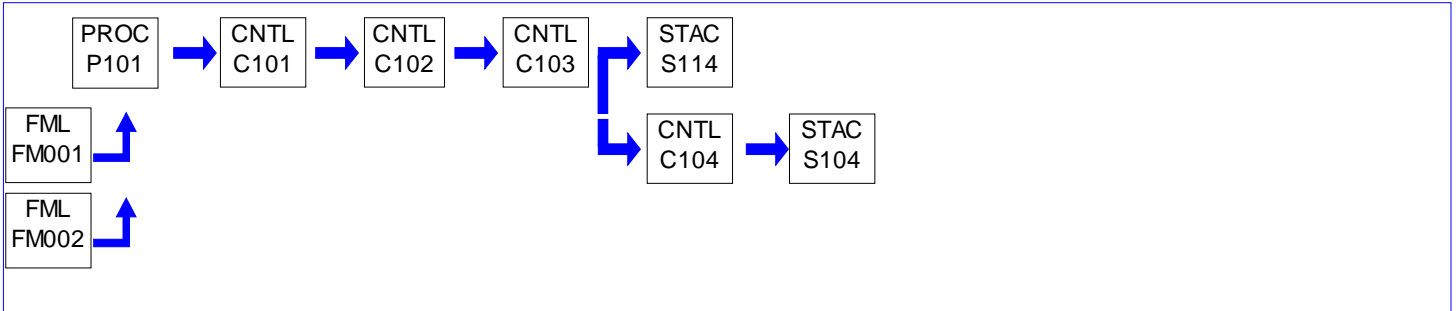 PROC
P101
CNTL
C101
CNTL
C102
CNTL
C103
STAC
S114
FML
FM001
CNTL
C104
STAC
S104
FML
FM002